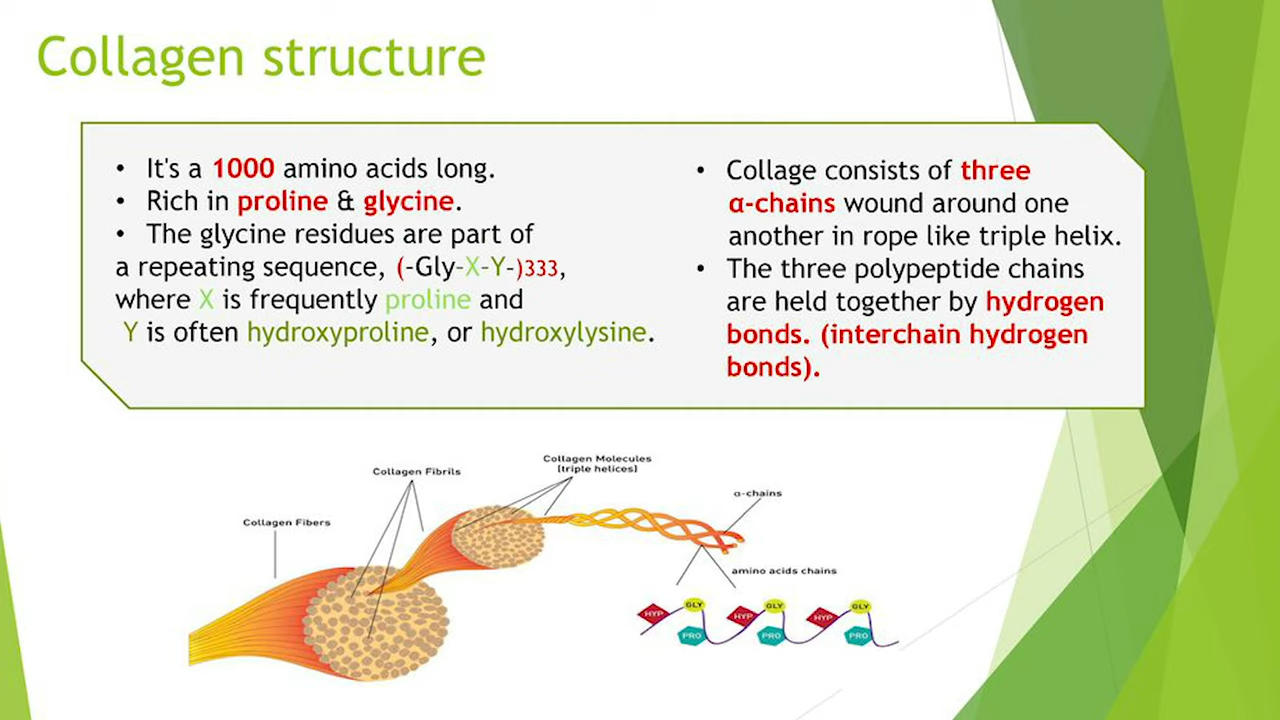 Collagen structure
• It's a 1000 amino acids long.
• Rich in proline & glycine.
• The glycine residues are part of
a repeating sequence, (-Gly-X-Y-)333,
where X is frequently proline and
Y is often hydroxyproline, or hydroxylysine.
• Collage consists of three
α-chains wound around one
another in rope like triple helix.
• The three polypeptide chains
are held together by hydrogen
bonds. (interchain hydrogen
bonds).
Collagen Molecules
[triple helices]
Collagen Fibrils
α-chains
Collagen Fibers
amino acids chains
HYP GLY HYP GLY HYP GLY
PRO PRO PRO